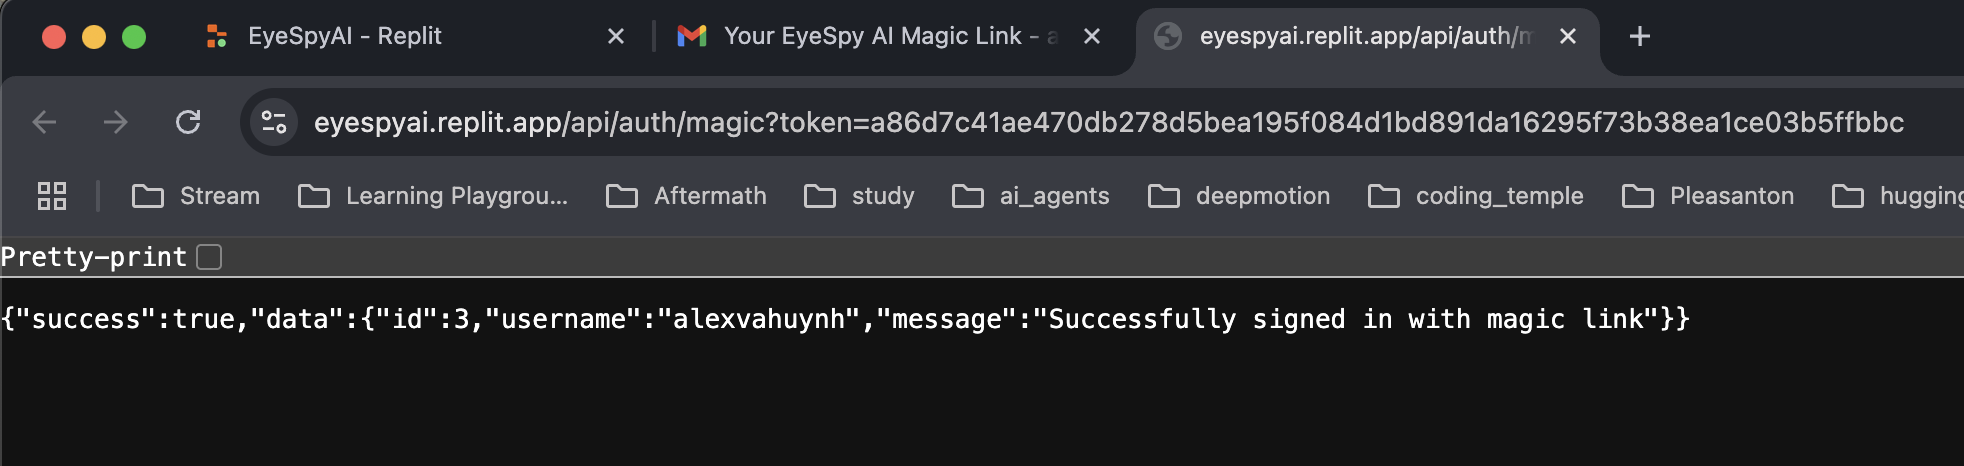 EyeSpyAI - Replit
Your EyeSpy AI Magic Link -
eyespyai.replit.app/api/auth/m
eyespyai.replit.app/api/auth/magic?token=a86d7c41ae470db278d5bea195f084d1bd891da16295f73b38ea1ce03b5ffbbc
Stream Learning Playgrou... Aftermath study ai_agents deepmotion coding_temple Pleasanton hugging
Pretty-print
{"success":true,"data":{"id":3,"username":"alexvahuynh","message":"Successfully signed in with magic link"}}